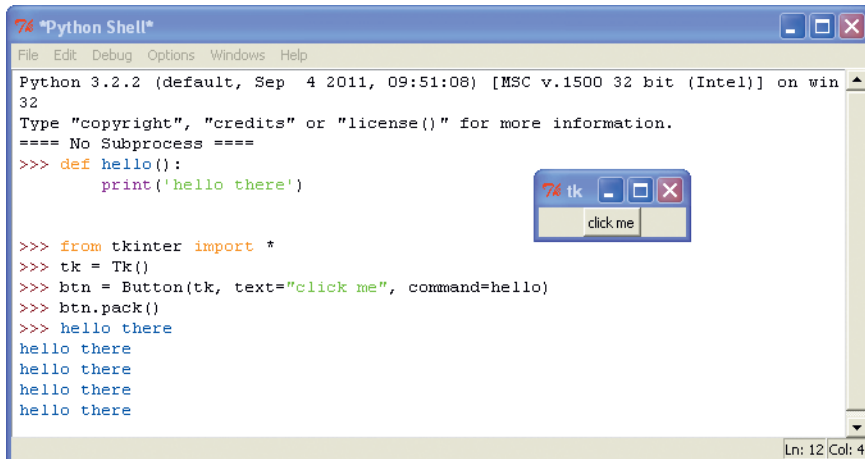 *Python Shell*
File Edit Debug Options Windows Help
Python 3.2.2 (default, Sep  4 2011, 09:51:08) [MSC v.1500 32 bit (Intel)] on win
32
Type "copyright", "credits" or "license()" for more information.
==== No Subprocess ====
>>> def hello():
        print('hello there')
>>> from tkinter import *
>>> tk = Tk()
>>> btn = Button(tk, text="click me", command=hello)
>>> btn.pack()
>>> hello there
hello there
hello there
hello there
hello there
tk
click me
Ln: 12 Col: 4